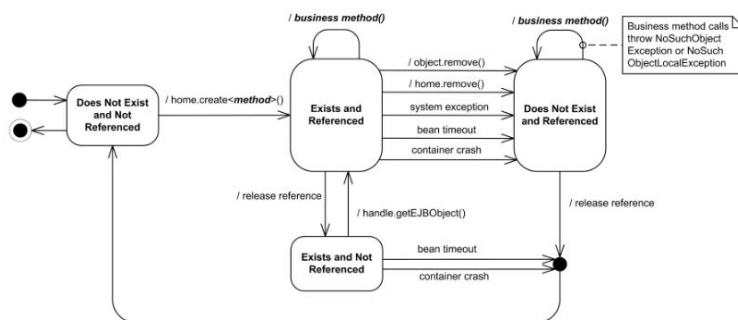 / business method()
/ business method()
Business method calls
throw NoSuchObject
Exception or NoSuch
ObjectLocalException
/ object.remove()
/ home.remove()
system exception
bean timeout
container crash
Does Not Exist
and Not
Referenced
/ home.create<method>()
Exists and
Referenced
Does Not Exist
and Referenced
/ release reference
/ handle.getEJBObject()
/ release reference
Exists and Not
Referenced
bean timeout
container crash